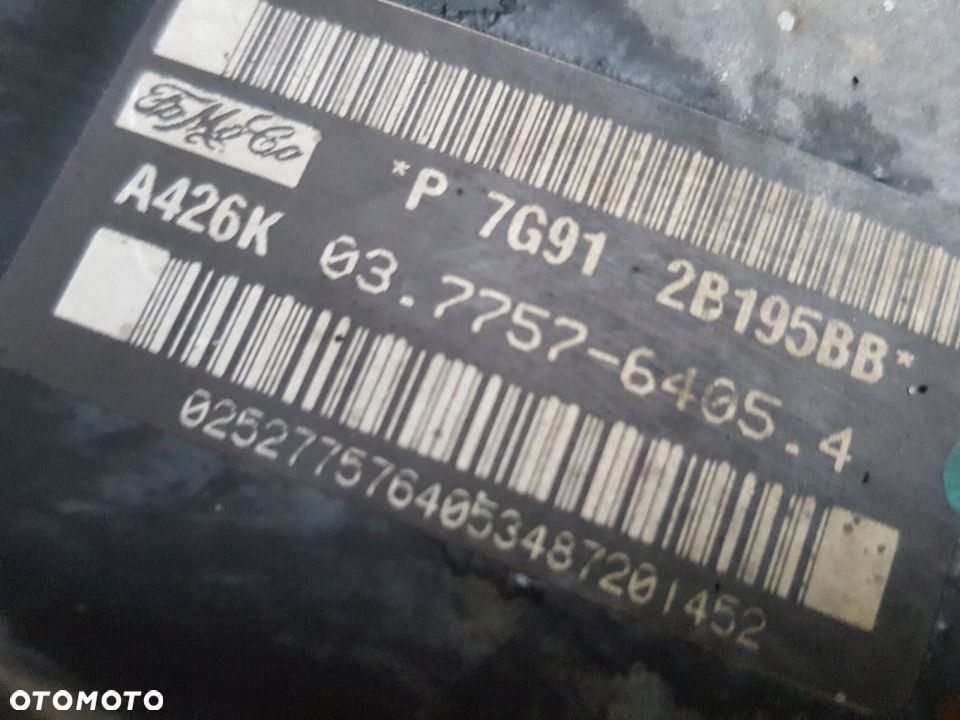 FoMoCo
*P 7G91 2B195BB*
A426K
03.7757-6405.4
0252775764053487201452
OTOMOTO